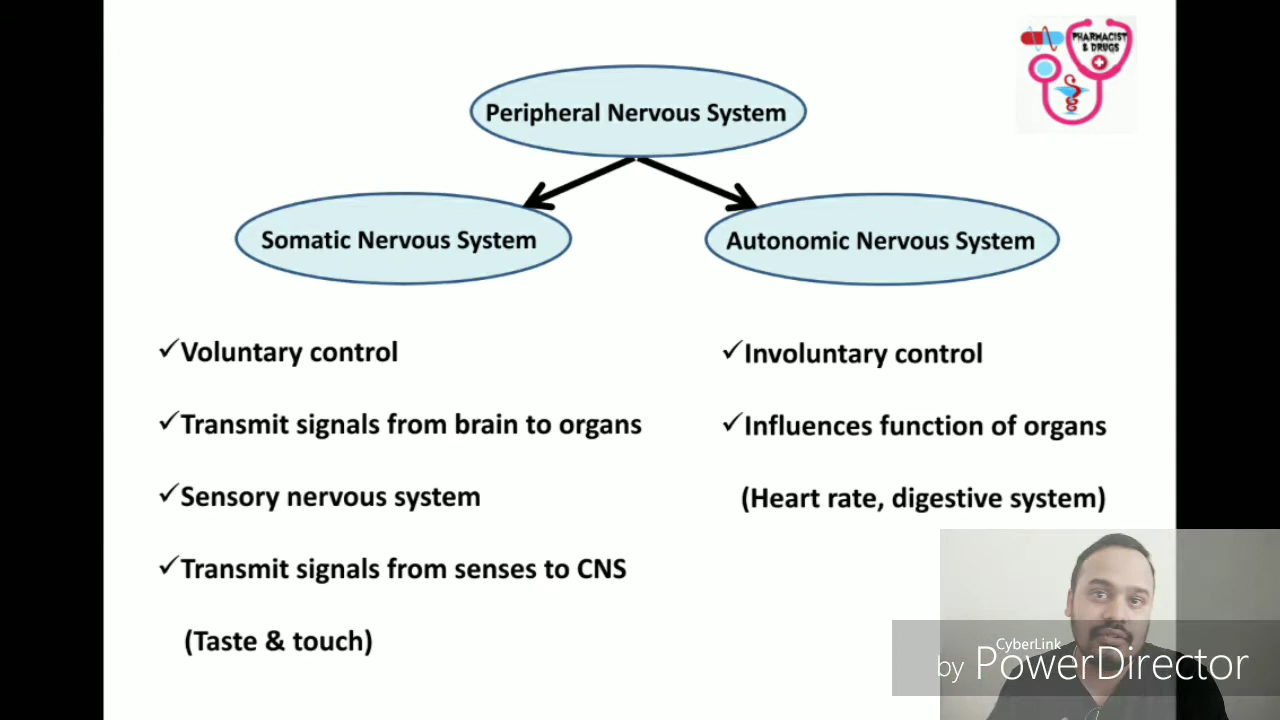 PHARMACIST
& DRUGS
Peripheral Nervous System
Somatic Nervous System
Autonomic Nervous System
✓Voluntary control
✓Transmit signals from brain to organs
✓Sensory nervous system
✓Transmit signals from senses to CNS
(Taste & touch)
✓Involuntary control
✓Influences function of organs
(Heart rate, digestive system)
CyberLink
by PowerDirector